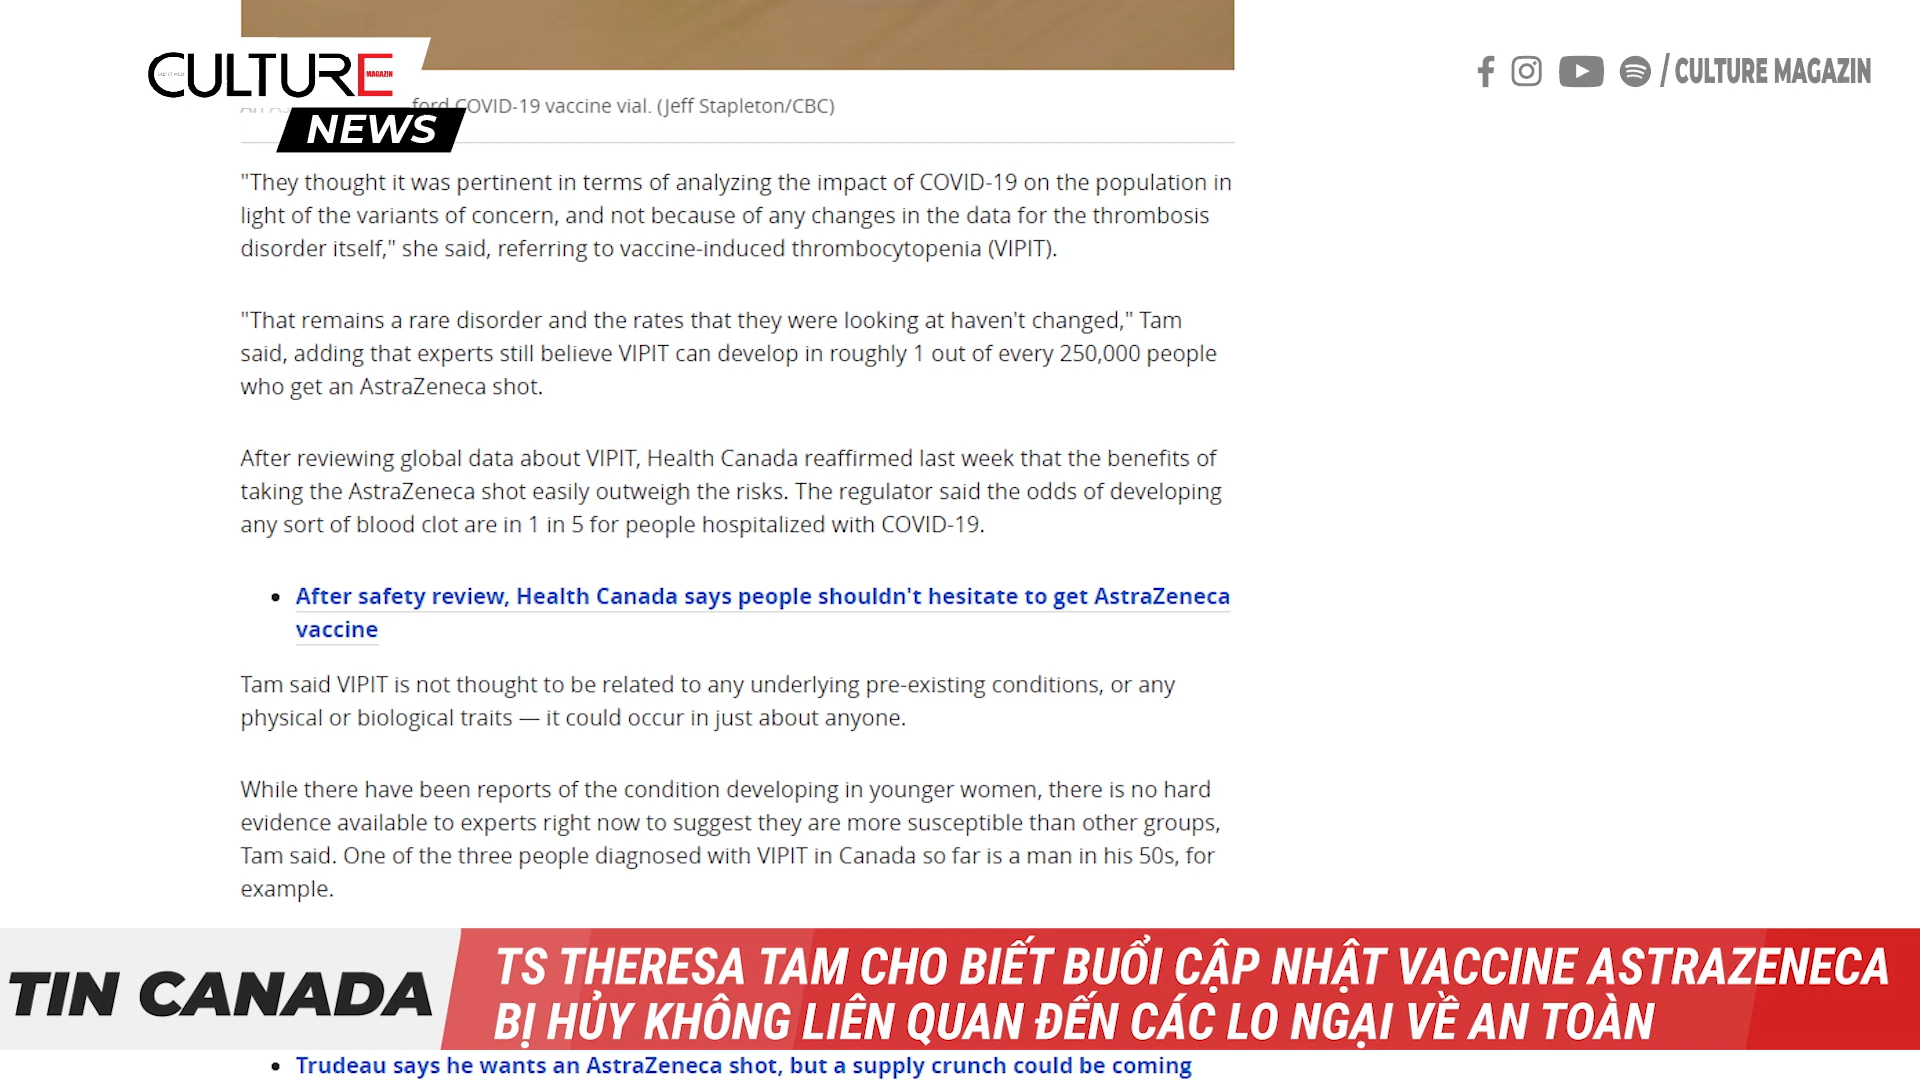 CULTURE
MAGAZIN
NEWS
/ CULTURE MAGAZIN
ford COVID-19 vaccine vial. (Jeff Stapleton/CBC)
"They thought it was pertinent in terms of analyzing the impact of COVID-19 on the population in
light of the variants of concern, and not because of any changes in the data for the thrombosis
disorder itself," she said, referring to vaccine-induced thrombocytopenia (VIPIT).
"That remains a rare disorder and the rates that they were looking at haven't changed," Tam
said, adding that experts still believe VIPIT can develop in roughly 1 out of every 250,000 people
who get an AstraZeneca shot.
After reviewing global data about VIPIT, Health Canada reaffirmed last week that the benefits of
taking the AstraZeneca shot easily outweigh the risks. The regulator said the odds of developing
any sort of blood clot are in 1 in 5 for people hospitalized with COVID-19.
• After safety review, Health Canada says people shouldn't hesitate to get AstraZeneca
vaccine
Tam said VIPIT is not thought to be related to any underlying pre-existing conditions, or any
physical or biological traits — it could occur in just about anyone.
While there have been reports of the condition developing in younger women, there is no hard
evidence available to experts right now to suggest they are more susceptible than other groups,
Tam said. One of the three people diagnosed with VIPIT in Canada so far is a man in his 50s, for
example.
TIN CANADA
TS THERESA TAM CHO BIẾT BUỔI CẬP NHẬT VACCINE ASTRAZENECA
BỊ HỦY KHÔNG LIÊN QUAN ĐẾN CÁC LO NGẠI VỀ AN TOÀN
• Trudeau says he wants an AstraZeneca shot, but a supply crunch could be coming